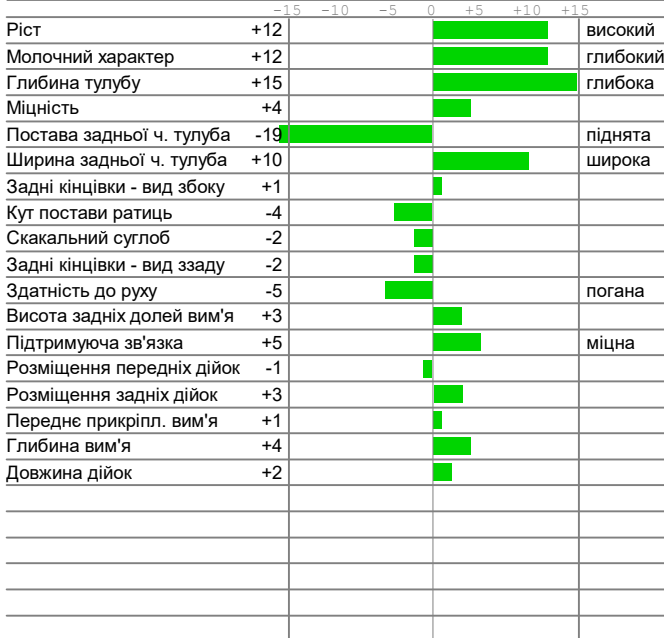 -15 -10 -5 0 +5 +10 +15
Ріст +12 високий
Молочний характер +12 глибокий
Глибина тулубу +15 глибока
Міцність +4
Постава задньої ч. тулуба -19 піднята
Ширина задньої ч. тулуба +10 широка
Задні кінцівки - вид збоку +1
Кут постави ратиць -4
Скакальний суглоб -2
Задні кінцівки - вид ззаду -2
Здатність до руху -5 погана
Висота задніх долей вим'я +3
Підтримуюча зв'язка +5 міцна
Розміщення передніх дійок -1
Розміщення задніх дійок +3
Переднє прикріпл. вим'я +1
Глибина вим'я +4
Довжина дійок +2